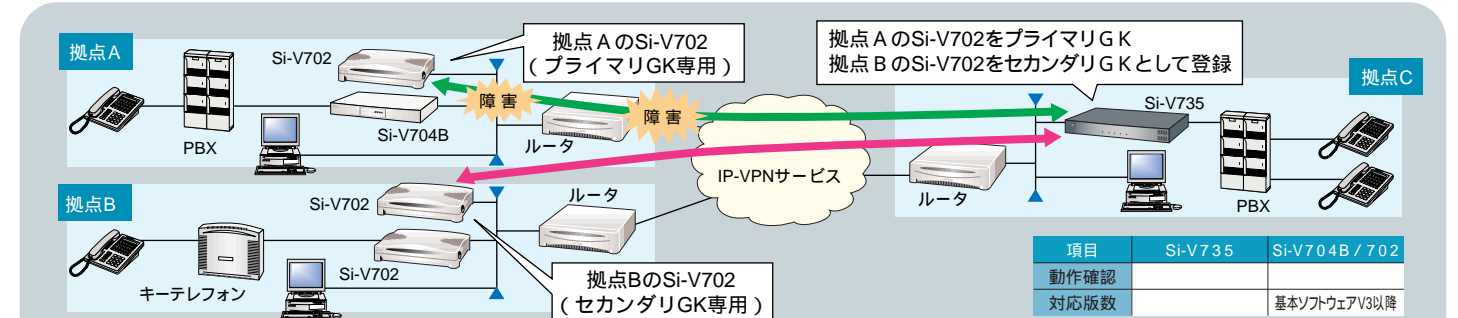 拠点A
Si-V702
拠点AのSi-V702
(プライマリGK専用)
障害
障害
Si-V704B
PBX
ルータ
拠点AのSi-V702をプライマリGK
拠点BのSi-V702をセカンダリGKとして登録
拠点C
Si-V735
IP-VPNサービス
ルータ
PBX
拠点B
Si-V702
ルータ
Si-V702
キーテレフォン
拠点BのSi-V702
(セカンダリGK専用)
項目 Si-V735 Si-V704B/702
動作確認
対応版数 基本ソフトウェアV3以降